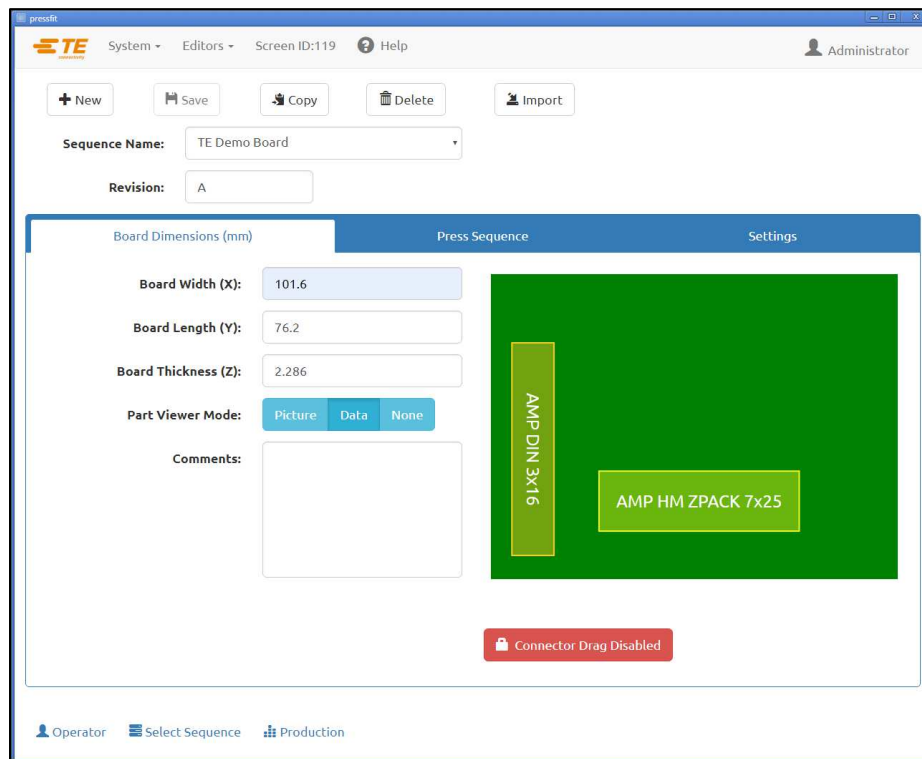 pressfit
TE connectivity System Editors Screen ID:119 Help Administrator
New Save Copy Delete Import
Sequence Name: TE Demo Board
Revision: A
Board Dimensions (mm) Press Sequence Settings
Board Width (X): 101.6
Board Length (Y): 76.2
Board Thickness (Z): 2.286
Part Viewer Mode: Picture Data None
Comments:
AMP DIN 3x16
AMP HM ZPACK 7x25
Connector Drag Disabled
Operator Select Sequence Production